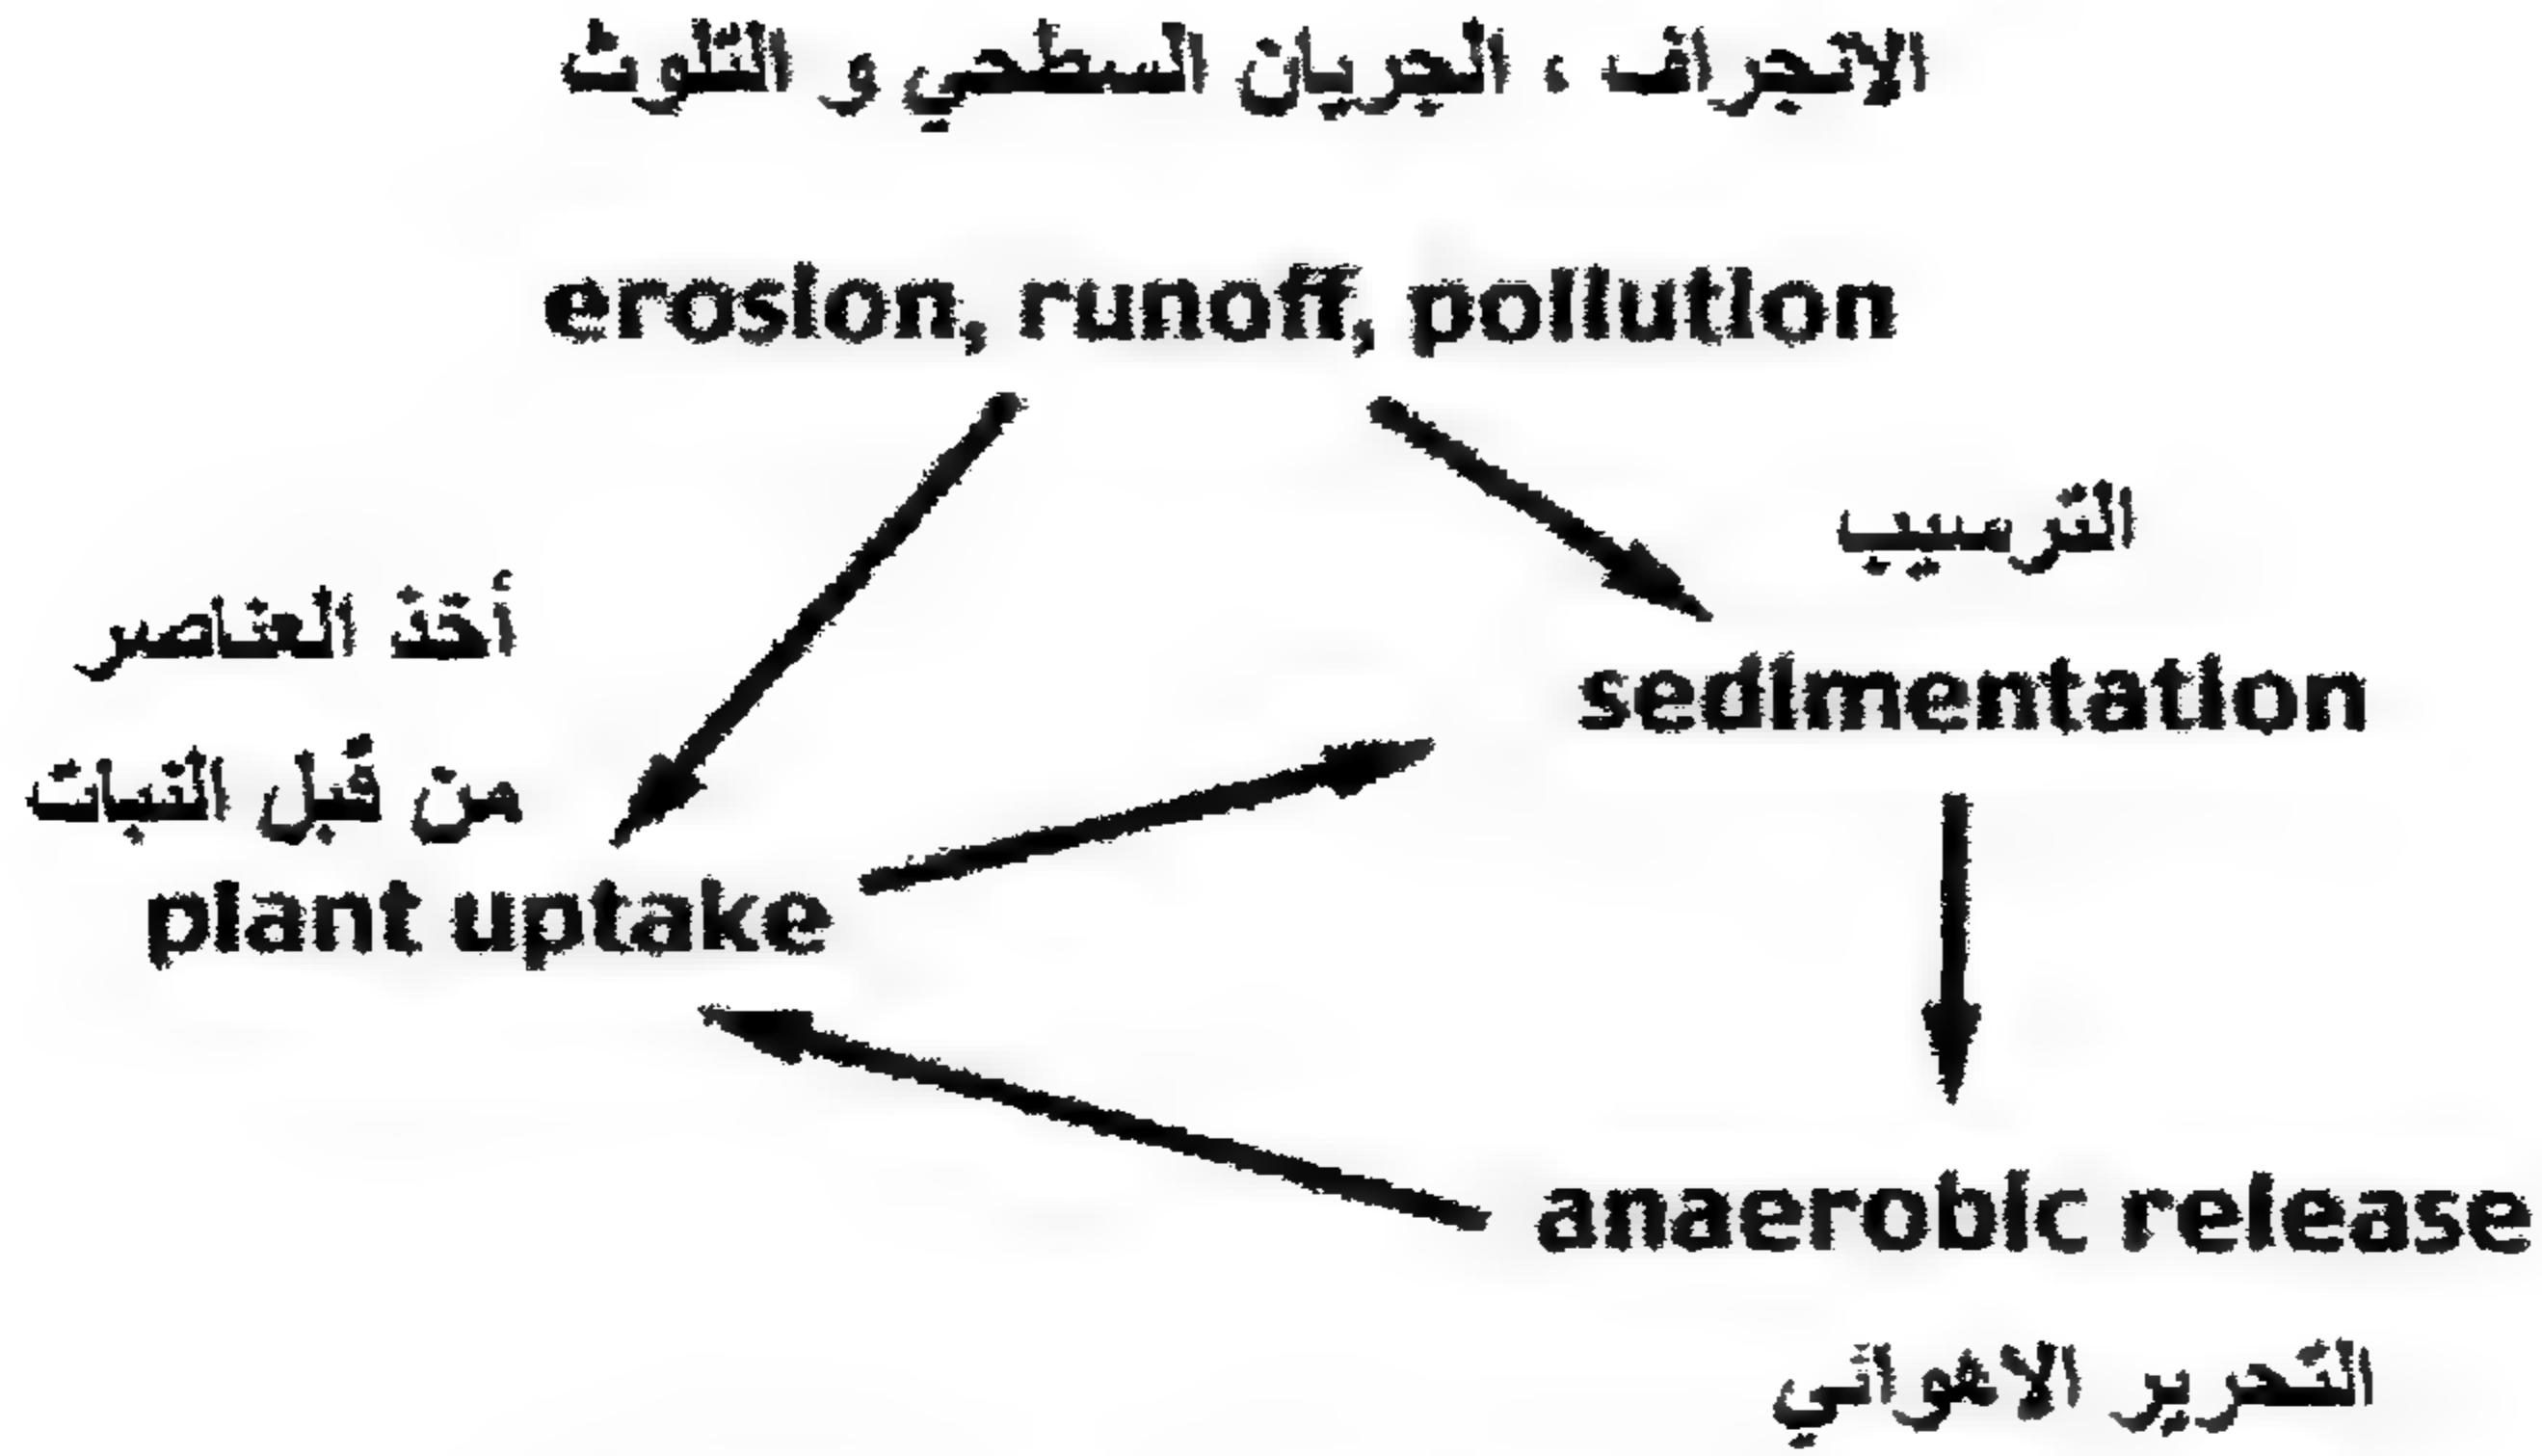 الانجراف ، الجريان السطحي و التلوث
erosion, runoff, pollution
الترسيب
أخذ العناصر
من قبل النبات
sedimentation
plant uptake
anaerobic release
التحرير الاهوائي